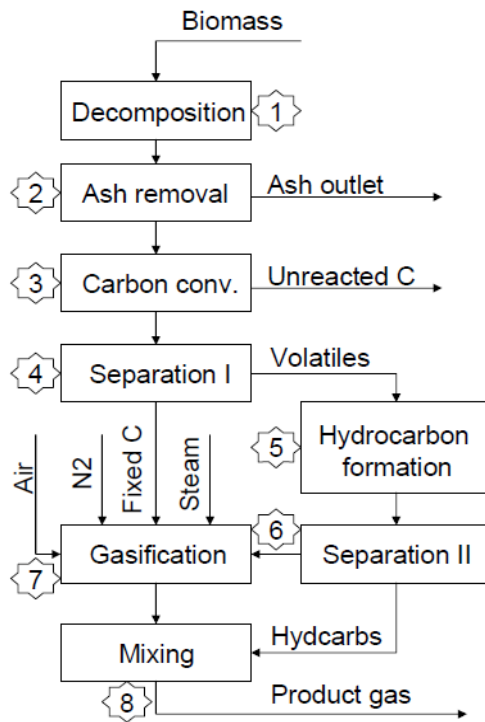 Biomass
Decomposition
1
2
Ash removal
Ash outlet
3
Carbon conv.
Unreacted C
4
Separation I
Volatiles
5
Hydrocarbon
formation
Air
N2
Fixed C
Steam
6
Gasification
Separation II
7
Hydcarbs
Mixing
8
Product gas